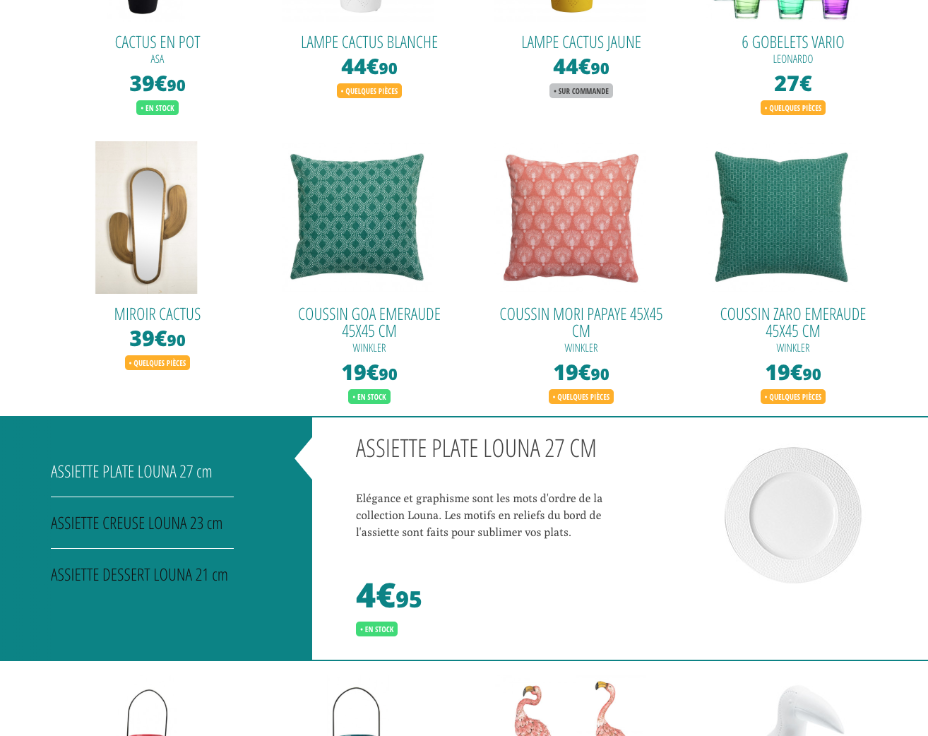 CACTUS EN POT
ASA
39€90
• EN STOCK
LAMPE CACTUS BLANCHE
44€90
• QUELQUES PIÈCES
LAMPE CACTUS JAUNE
44€90
• SUR COMMANDE
6 GOBELETS VARIO
LEONARDO
27€
• QUELQUES PIÈCES
MIROIR CACTUS
39€90
• QUELQUES PIÈCES
COUSSIN GOA EMERAUDE
45X45 CM
WINKLER
19€90
• EN STOCK
COUSSIN MORI PAPAYE 45X45
CM
WINKLER
19€90
• QUELQUES PIÈCES
COUSSIN ZARO EMERAUDE
45X45 CM
WINKLER
19€90
• QUELQUES PIÈCES
ASSIETTE PLATE LOUNA 27 cm
ASSIETTE CREUSE LOUNA 23 cm
ASSIETTE DESSERT LOUNA 21 cm
ASSIETTE PLATE LOUNA 27 CM
Elégance et graphisme sont les mots d'ordre de la
collection Louna. Les motifs en reliefs du bord de
l'assiette sont faits pour sublimer vos plats.
4€95
• EN STOCK